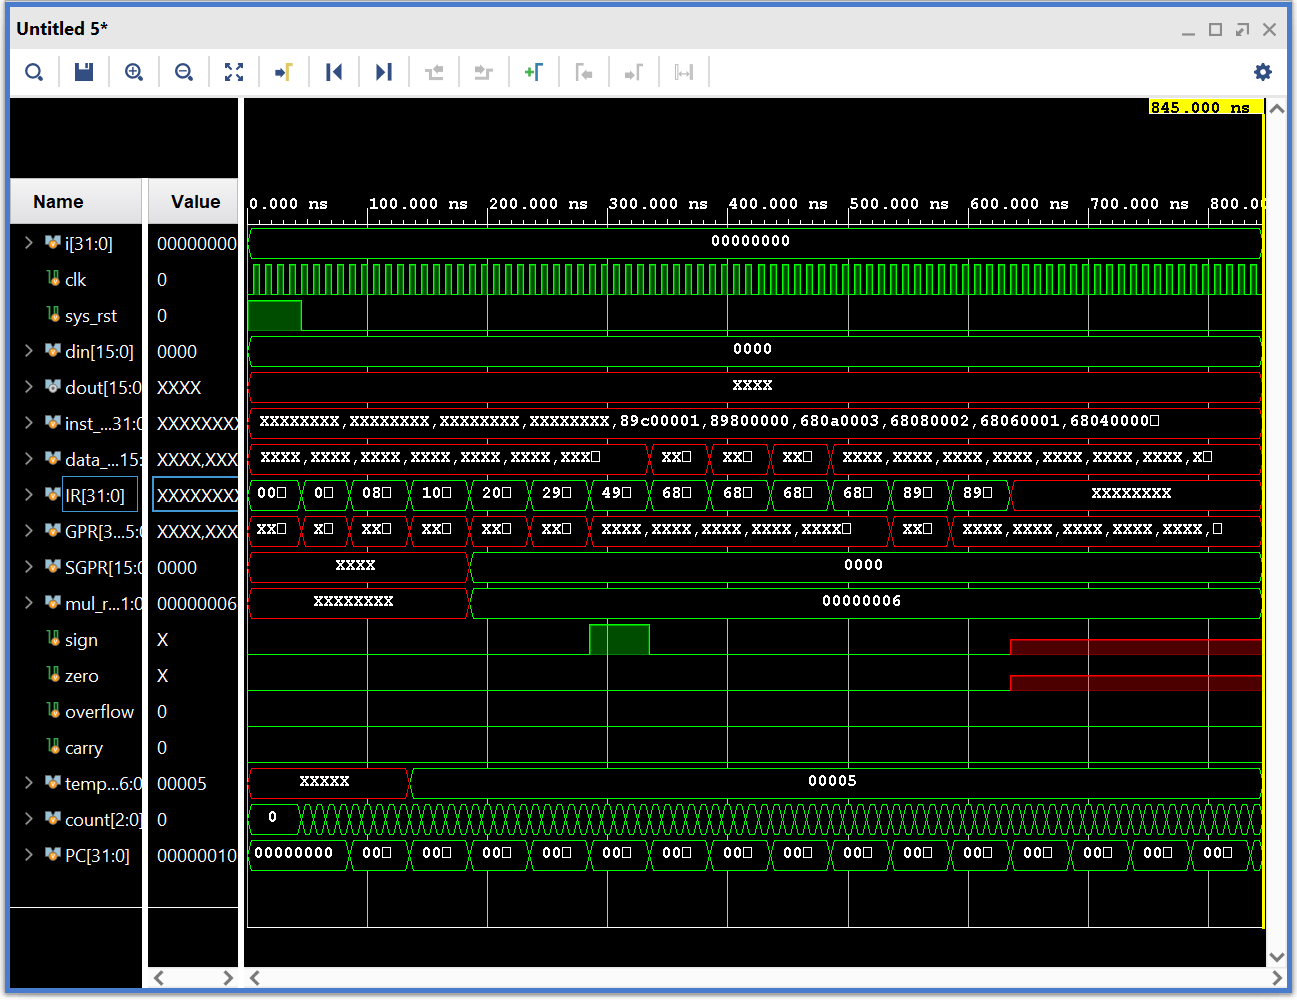 Untitled 5*
845.000 ns
Name Value
0.000 ns 100.000 ns 200.000 ns 300.000 ns 400.000 ns 500.000 ns 600.000 ns 700.000 ns 800.0
i[31:0] 00000000 00000000
clk 0
sys_rst 0
din[15:0] 0000 0000
dout[15:0 XXXX XXXX
inst_...31:0 XXXXXXXX XXXXXXXX,XXXXXXXX,XXXXXXXX,XXXXXXXX,89c00001,89800000,680a0003,68080002,68060001,68040000
data_...15: XXXX,XXX XXXX,XXXX,XXXX,XXXX,XXXX,XXXX,XXX XX XX XX XXXX,XXXX,XXXX,XXXX,XXXX,XXXX,XXXX,X
IR[31:0] XXXXXXXX 00 0 08 10 20 29 49 68 68 68 68 89 89 XXXXXXXX
GPR[3...5:0 XXXX,XXX XX X XX XX XX XX XXXX,XXXX,XXXX,XXXX,XXXX XX XXXX,XXXX,XXXX,XXXX,XXXX,
SGPR[15:0 0000 XXXX 0000
mul_r...1:0 00000006 XXXXXXXX 00000006
sign X
zero X
overflow 0
carry 0
temp...6:0 00005 XXXXX 00005
count[2:0] 0 0
PC[31:0] 00000010 00000000 00 00 00 00 00 00 00 00 00 00 00 00 00 00 00